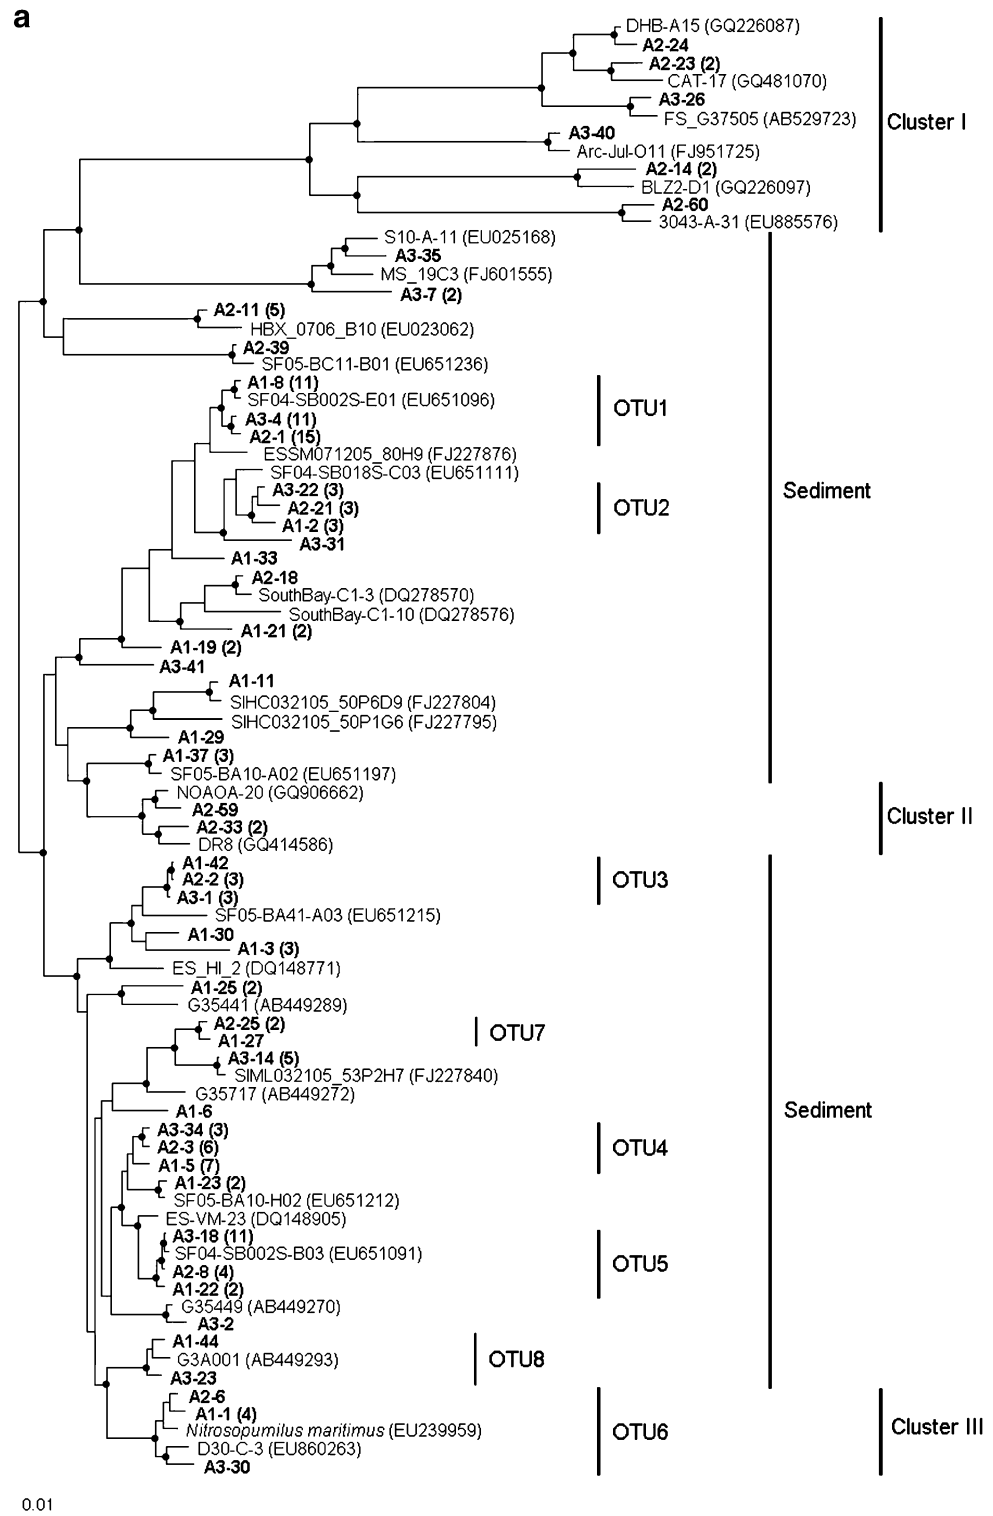 a
DHB-A15 (GQ226087)
A2-24
A2-23 (2)
CAT-17 (GQ481070)
A3-26
FS_G37505 (AB529723)
Cluster I
A3-40
Arc-Jul-O11 (FJ951725)
A2-14 (2)
BLZ2-D1 (GQ226097)
A2-60
3043-A-31 (EU885576)
S10-A-11 (EU025168)
A3-35
MS_19C3 (FJ601555)
A3-7 (2)
A2-11 (5)
HBX_0706_B10 (EU023062)
A2-39
SF05-BC11-B01 (EU651236)
A1-8 (11)
SF04-SB002S-E01 (EU651096)
OTU1
A3-4 (11)
A2-1 (15)
ESSM071205_80H9 (FJ227876)
SF04-SB018S-C03 (EU651111)
A3-22 (3)
Sediment
A2-21 (3)
OTU2
A1-2 (3)
A3-31
A1-33
A2-18
SouthBay-C1-3 (DQ278570)
SouthBay-C1-10 (DQ278576)
A1-21 (2)
A1-19 (2)
A3-41
A1-11
SIHC032105_50P6D9 (FJ227804)
SIHC032105_50P1G6 (FJ227795)
A1-29
A1-37 (3)
SF05-BA10-A02 (EU651197)
NOAOA-20 (GQ906662)
A2-59
Cluster II
A2-33 (2)
DR8 (GQ414586)
A1-42
A2-2 (3)
OTU3
A3-1 (3)
SF05-BA41-A03 (EU651215)
A1-30
A1-3 (3)
ES_HI_2 (DQ148771)
A1-25 (2)
G35441 (AB449289)
A2-25 (2)
OTU7
A1-27
A3-14 (5)
SIML032105_53P2H7 (FJ227840)
G35717 (AB449272)
A1-6
Sediment
A3-34 (3)
A2-3 (6)
OTU4
A1-5 (7)
A1-23 (2)
SF05-BA10-H02 (EU651212)
ES-VM-23 (DQ148905)
A3-18 (11)
SF04-SB002S-B03 (EU651091)
OTU5
A2-8 (4)
A1-22 (2)
G35449 (AB449270)
A3-2
A1-44
G3A001 (AB449293)
OTU8
A3-23
A2-6
A1-1 (4)
Cluster III
Nitrosopumilus maritimus (EU239959)
OTU6
D30-C-3 (EU860263)
A3-30
0.01